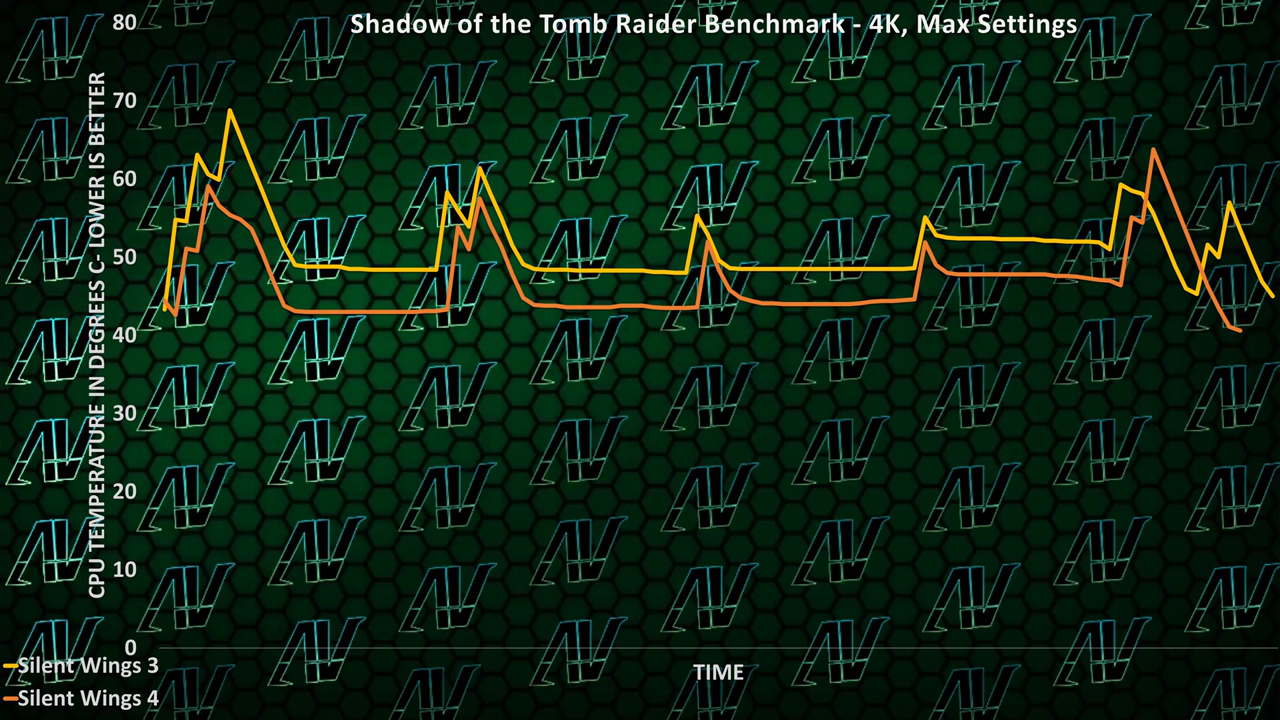 Shadow of the Tomb Raider Benchmark - 4K, Max Settings
80
70
60
50
40
30
20
10
0
CPU TEMPERATURE IN DEGREES C- LOWER IS BETTER
TIME
Silent Wings 3
Silent Wings 4